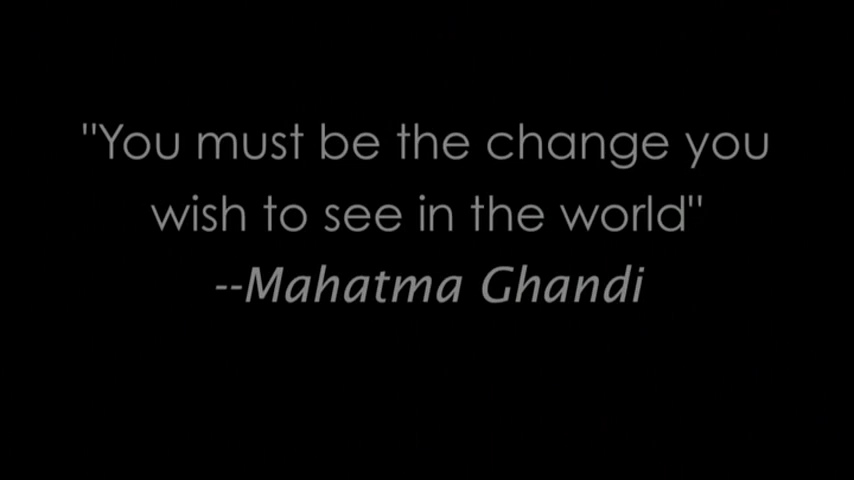 "You must be the change you
wish to see in the world"
--Mahatma Ghandi